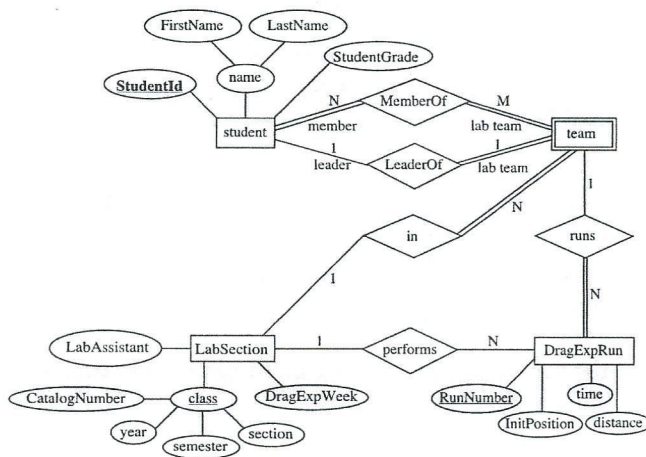 FirstName
LastName
StudentGrade
StudentId
name
student
N
MemberOf
M
member
lab team
team
1
leader
LeaderOf
1
lab team
1
in
N
runs
1
N
LabAssistant
LabSection
1
performs
N
DragExpRun
CatalogNumber
class
DragExpWeek
RunNumber
time
year
section
InitPosition
distance
semester